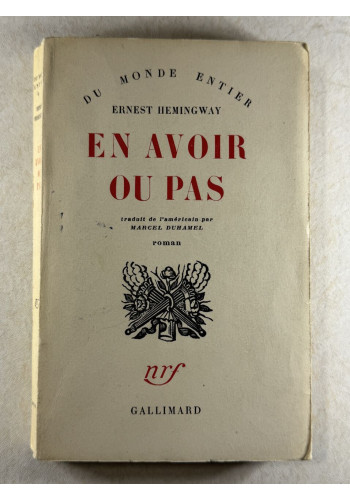 DU MONDE ENTIER
ERNEST HEMINGWAY
EN AVOIR
OU PAS
traduit de l'américain par
MARCEL DUHAMEL
roman
nrf
GALLIMARD